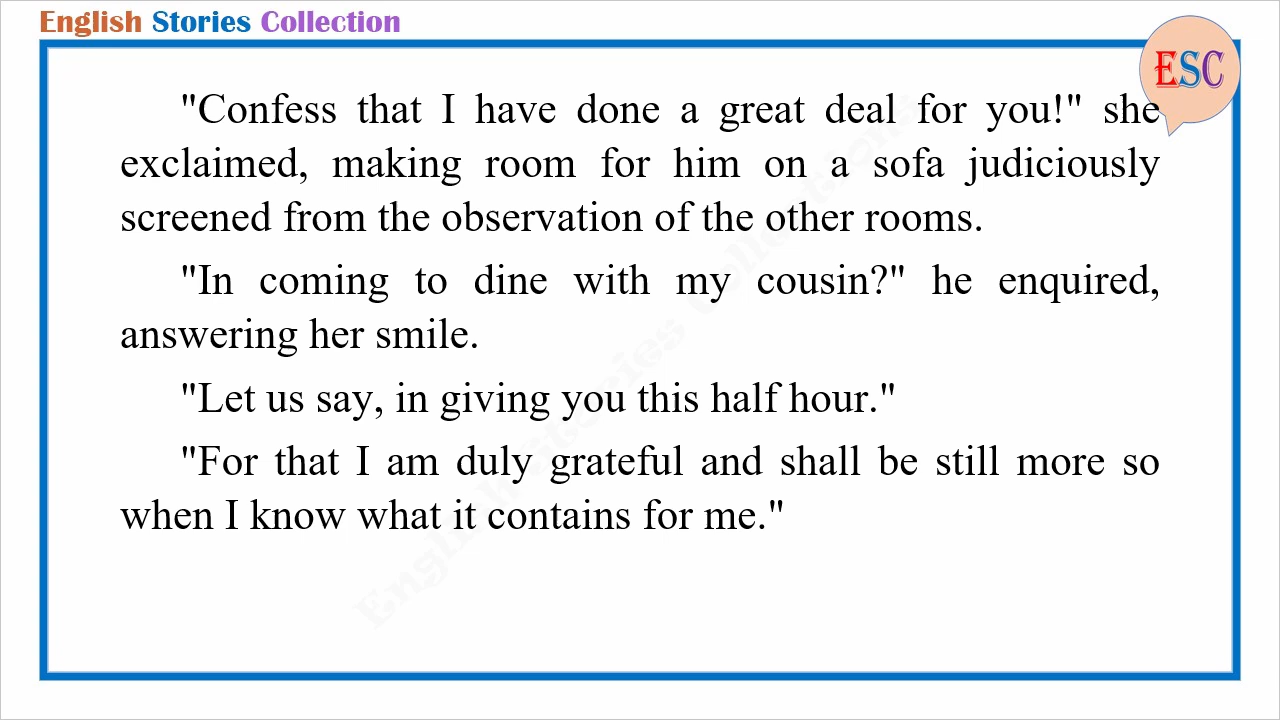 English Stories Collection
ESC
"Confess that I have done a great deal for you!" she
exclaimed, making room for him on a sofa judiciously
screened from the observation of the other rooms.
"In coming to dine with my cousin?" he enquired,
answering her smile.
"Let us say, in giving you this half hour."
"For that I am duly grateful and shall be still more so
when I know what it contains for me."
English Stories Collections